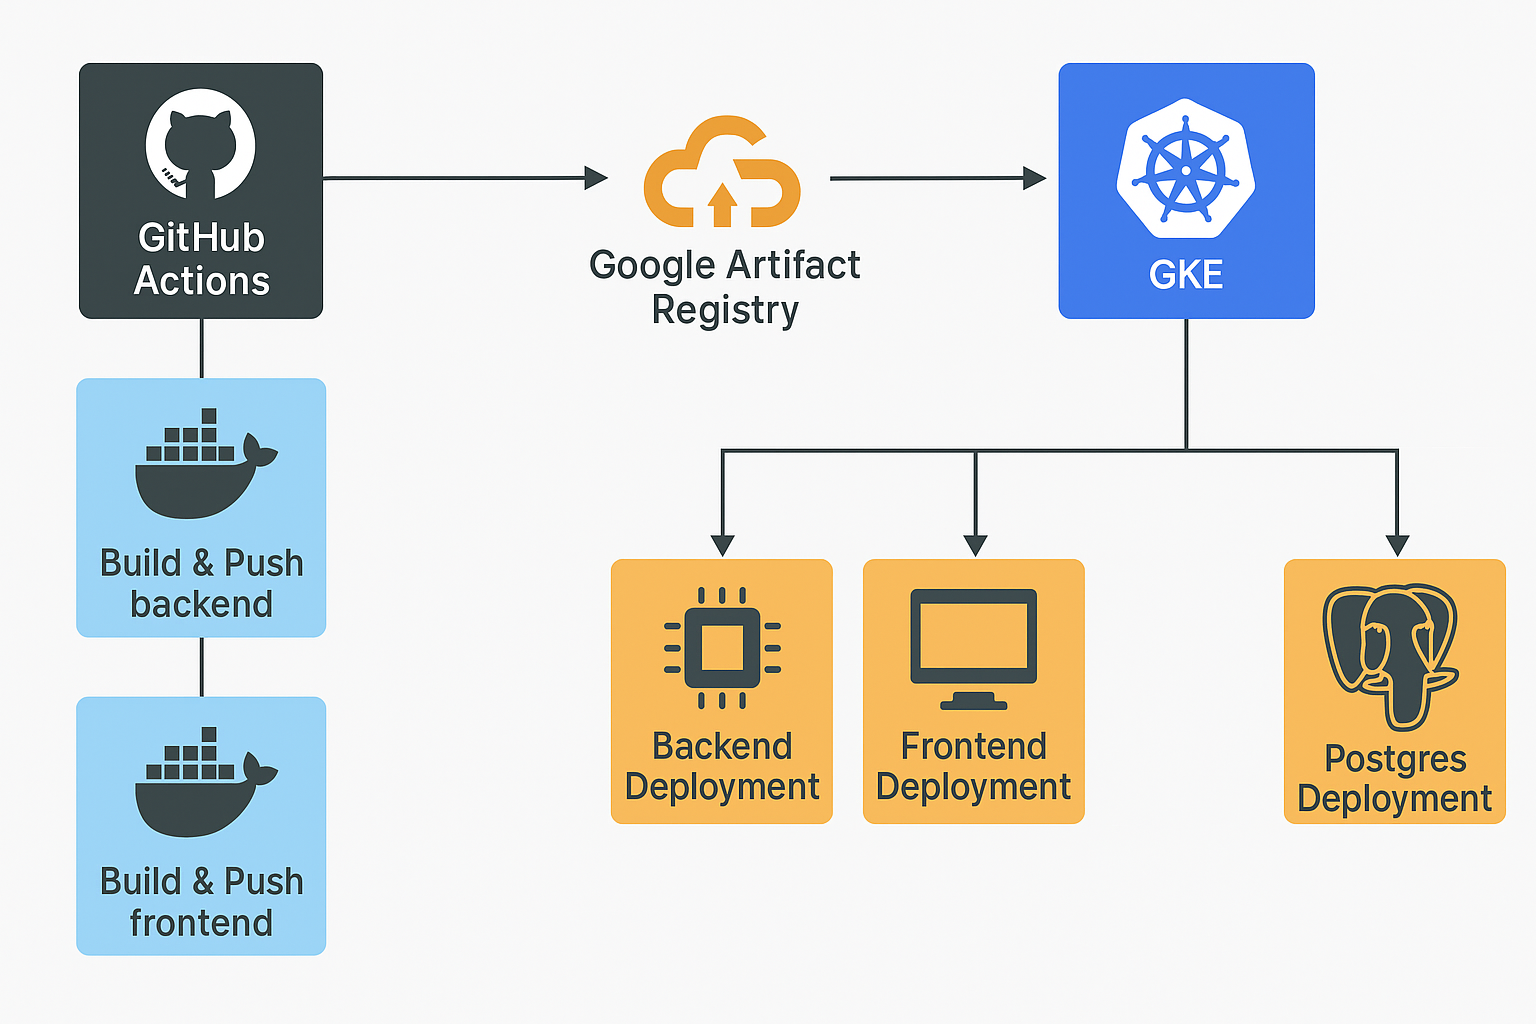 GitHub
Actions
Google Artifact
Registry
GKE
Build & Push
backend
Build & Push
frontend
Backend
Deployment
Frontend
Deployment
Postgres
Deployment